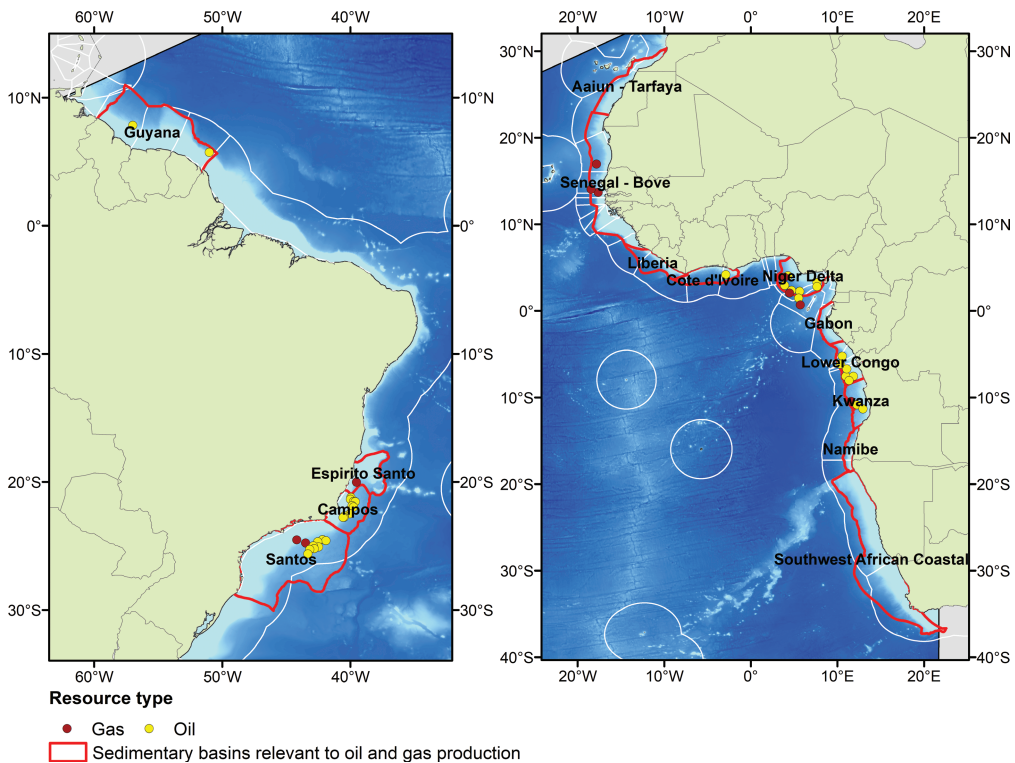 60°W 50°W 40°W
20°W 10°W 0° 10°E 20°E
10°N
0°
10°S
20°S
30°S
Guyana
Espirito Santo
Campos
Santos
10°N
0°
10°S
20°S
30°S
60°W 50°W 40°W
30°N
20°N
10°N
0°
10°S
20°S
30°S
40°S
Aaiun - Tarfaya
Senegal - Bove
Liberia
Cote d'Ivoire
Niger Delta
Gabon
Lower Congo
Kwanza
Namibe
Southwest African Coastal
30°N
20°N
10°N
0°
10°S
20°S
30°S
40°S
20°W 10°W 0° 10°E 20°E
Resource type
Gas Oil
Sedimentary basins relevant to oil and gas production